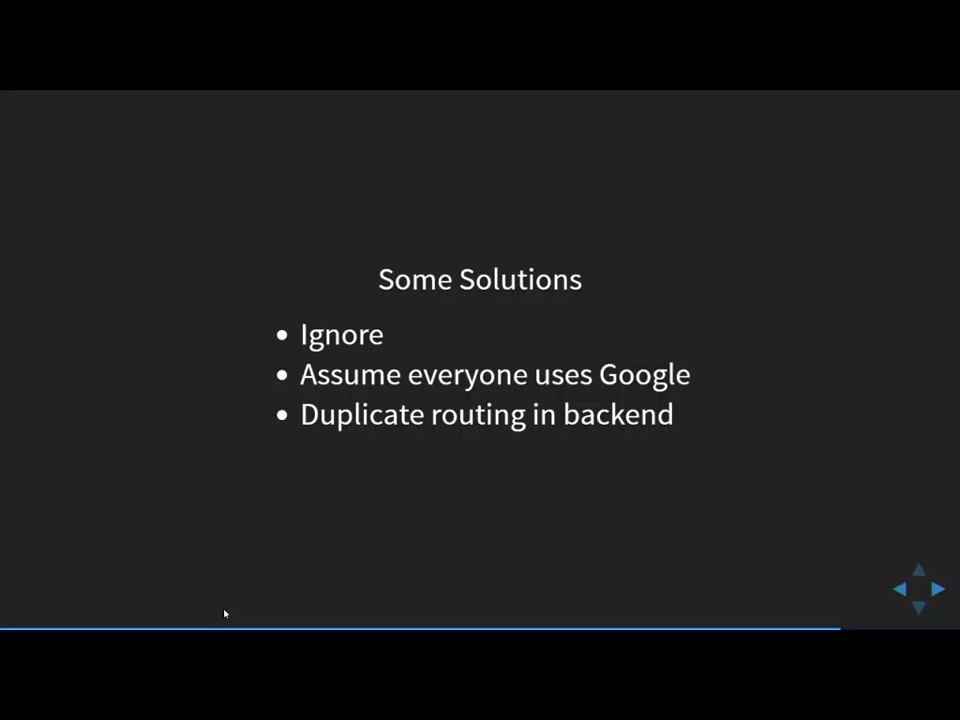 Some Solutions
• Ignore
• Assume everyone uses Google
• Duplicate routing in backend